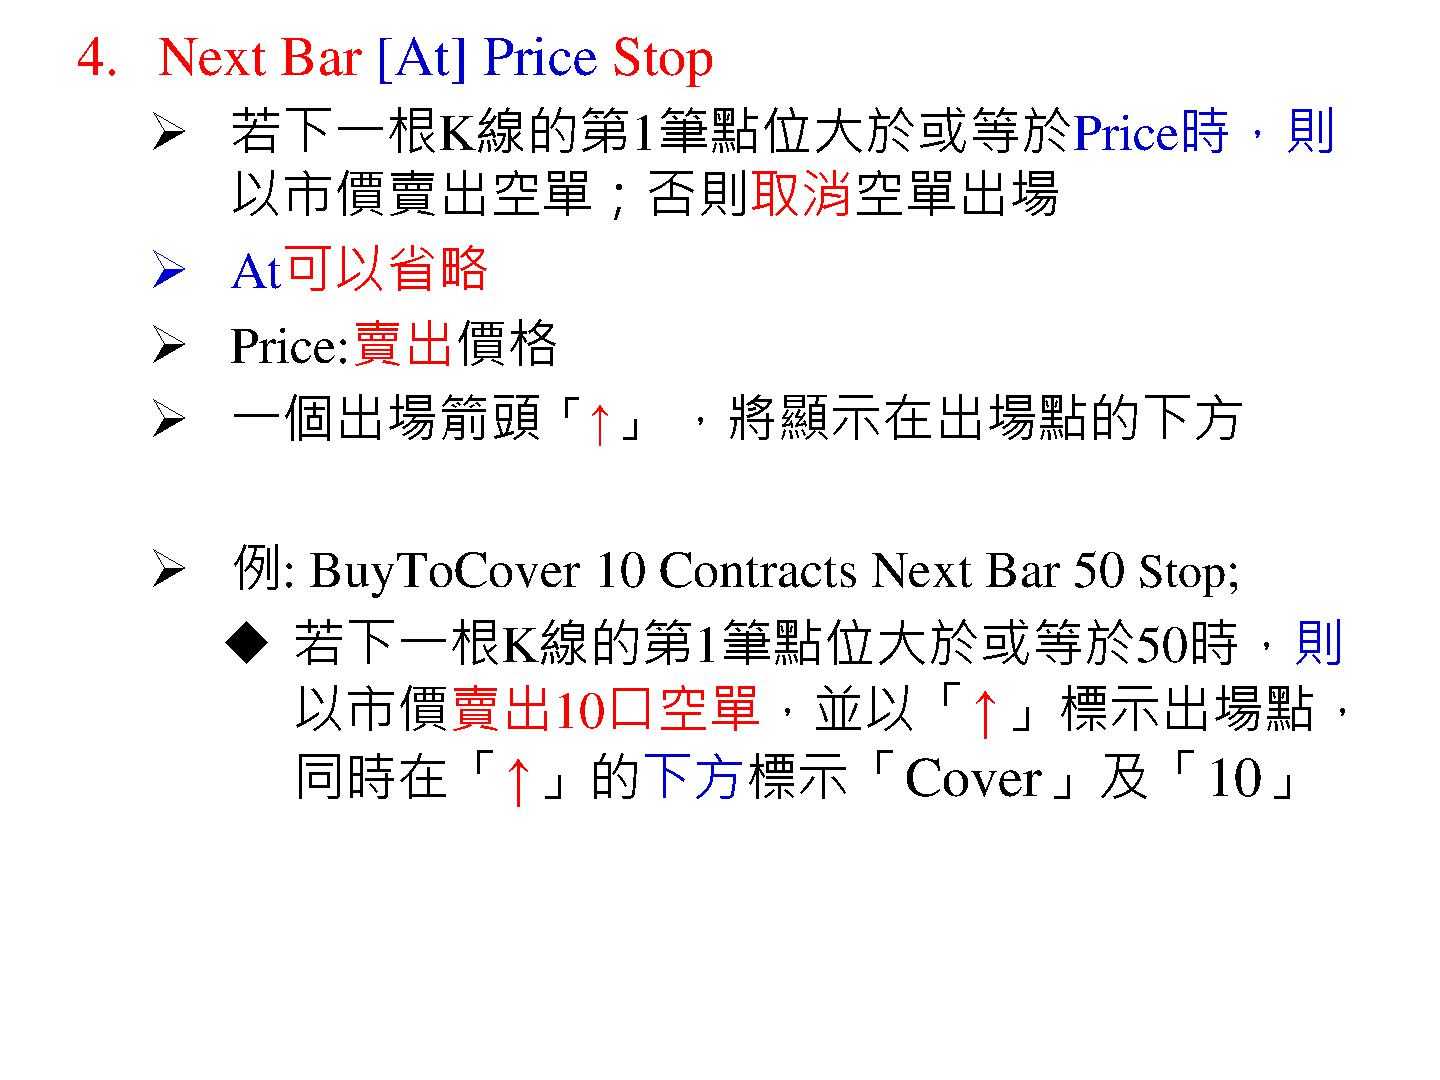 4. Next Bar [At] Price Stop
➢ 若下一根K線的第1筆點位大於或等於Price時，則
以市價賣出空單；否則取消空單出場
➢ At可以省略
➢ Price:賣出價格
➢ 一個出場箭頭「↑」，將顯示在出場點的下方
➢ 例: BuyToCover 10 Contracts Next Bar 50 Stop;
◆ 若下一根K線的第1筆點位大於或等於50時，則
以市價賣出10口空單，並以「↑」標示出場點，
同時在「↑」的下方標示「Cover」及「10」